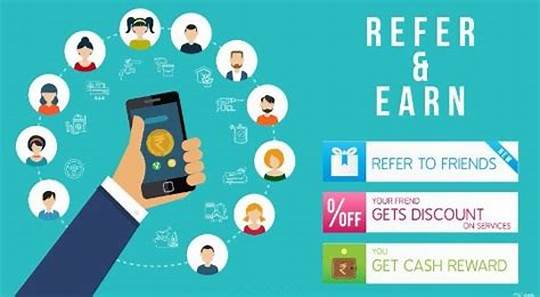 REFER
&
EARN
REFER TO FRIENDS
NEW
YOUR FRIEND
%OFF
GETS DISCOUNT
ON SERVICES
YOU
GET CASH REWARD
₹
₹